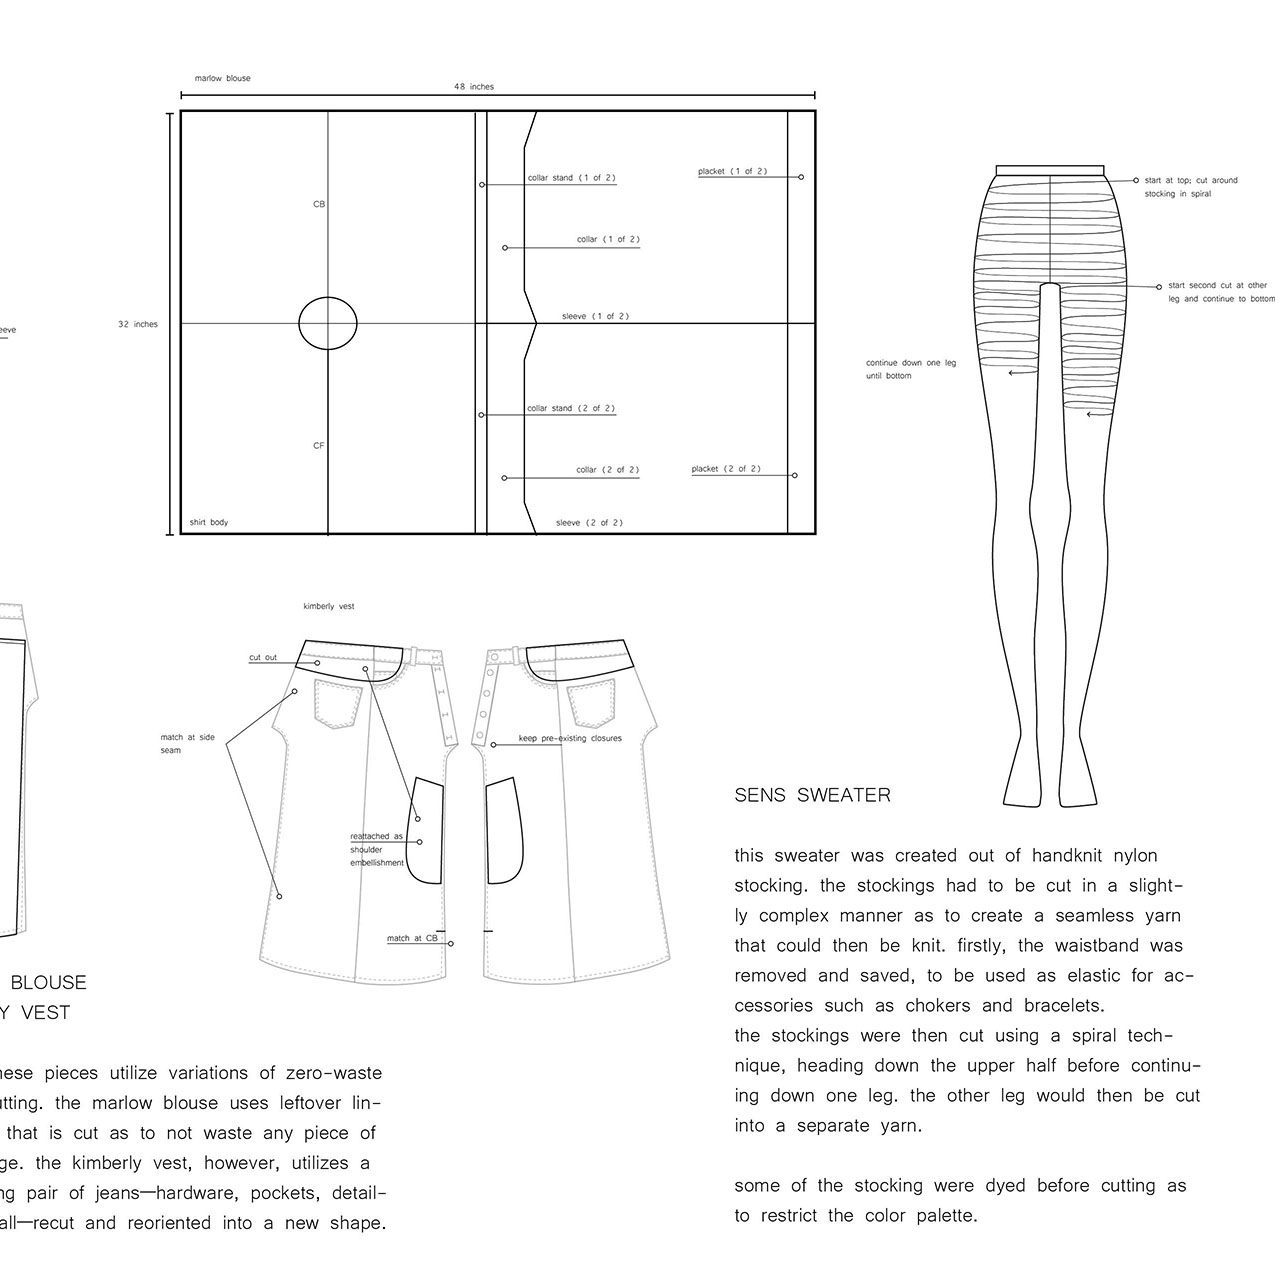 marlow blouse
48 inches
collar stand (1 of 2)
placket (1 of 2)
CB
collar (1 of 2)
32 inches
sleeve (1 of 2)
collar stand (2 of 2)
CF
collar (2 of 2)
placket (2 of 2)
shirt body
sleeve (2 of 2)
start at top; cut around
stocking in spiral
start second cut at other
leg and continue to bottom
continue down one leg
until bottom
kimberly vest
cut out
match at side
seam
keep pre-existing closures
reattached as
shoulder
embellishment
match at CB
BLOUSE
Y VEST
hese pieces utilize variations of zero-waste
utting. the marlow blouse uses leftover lin-
that is cut as to not waste any piece of
ge. the kimberly vest, however, utilizes a
ng pair of jeans—hardware, pockets, detail-
all—recut and reoriented into a new shape.
SENS SWEATER
this sweater was created out of handknit nylon
stocking. the stockings had to be cut in a slight-
ly complex manner as to create a seamless yarn
that could then be knit. firstly, the waistband was
removed and saved, to be used as elastic for ac-
cessories such as chokers and bracelets.
the stockings were then cut using a spiral tech-
nique, heading down the upper half before continu-
ing down one leg. the other leg would then be cut
into a separate yarn.
some of the stocking were dyed before cutting as
to restrict the color palette.